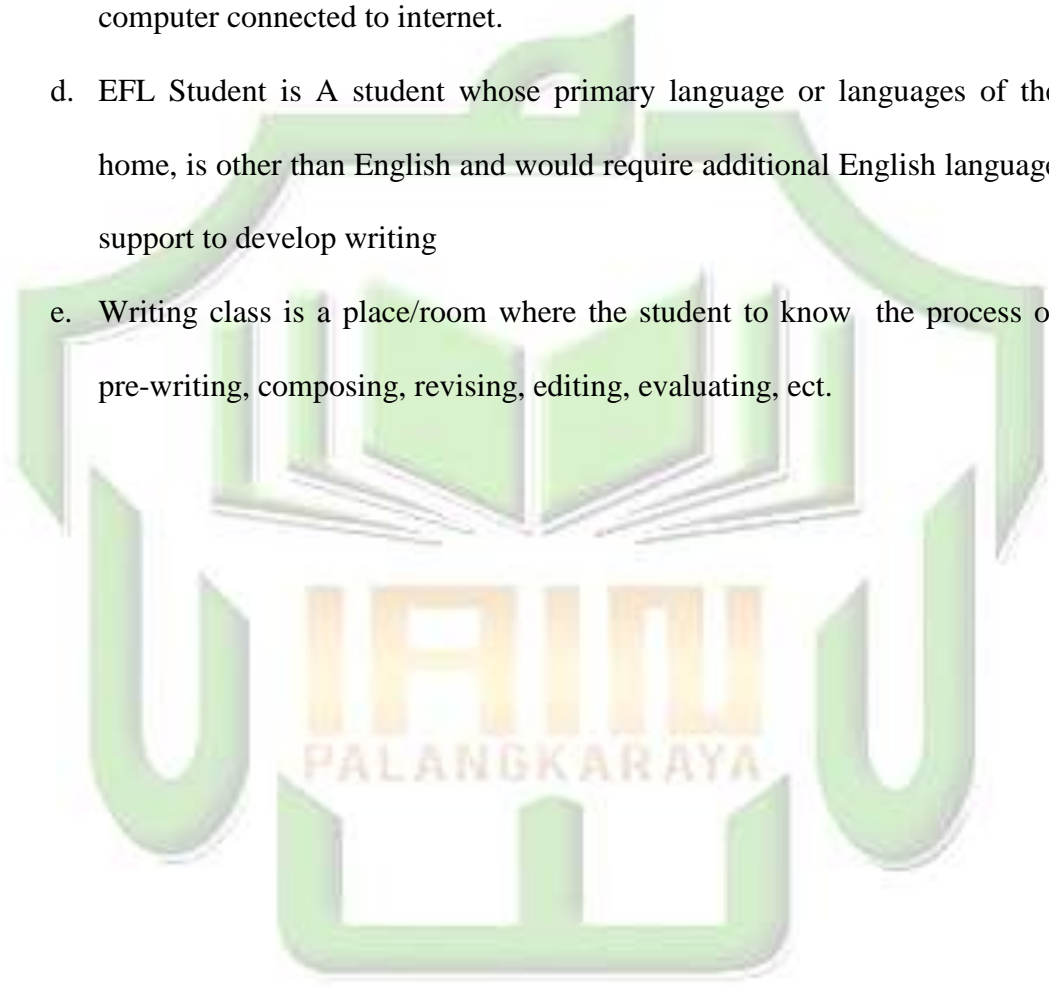 computer connected to internet.
d. EFL Student is A student whose primary language or languages of the
home, is other than English and would require additional English language
support to develop writing
e. Writing class is a place/room where the student to know the process o
pre-writing, composing, revising, editing, evaluating, ect.
IAIN
PALANGKARAYA